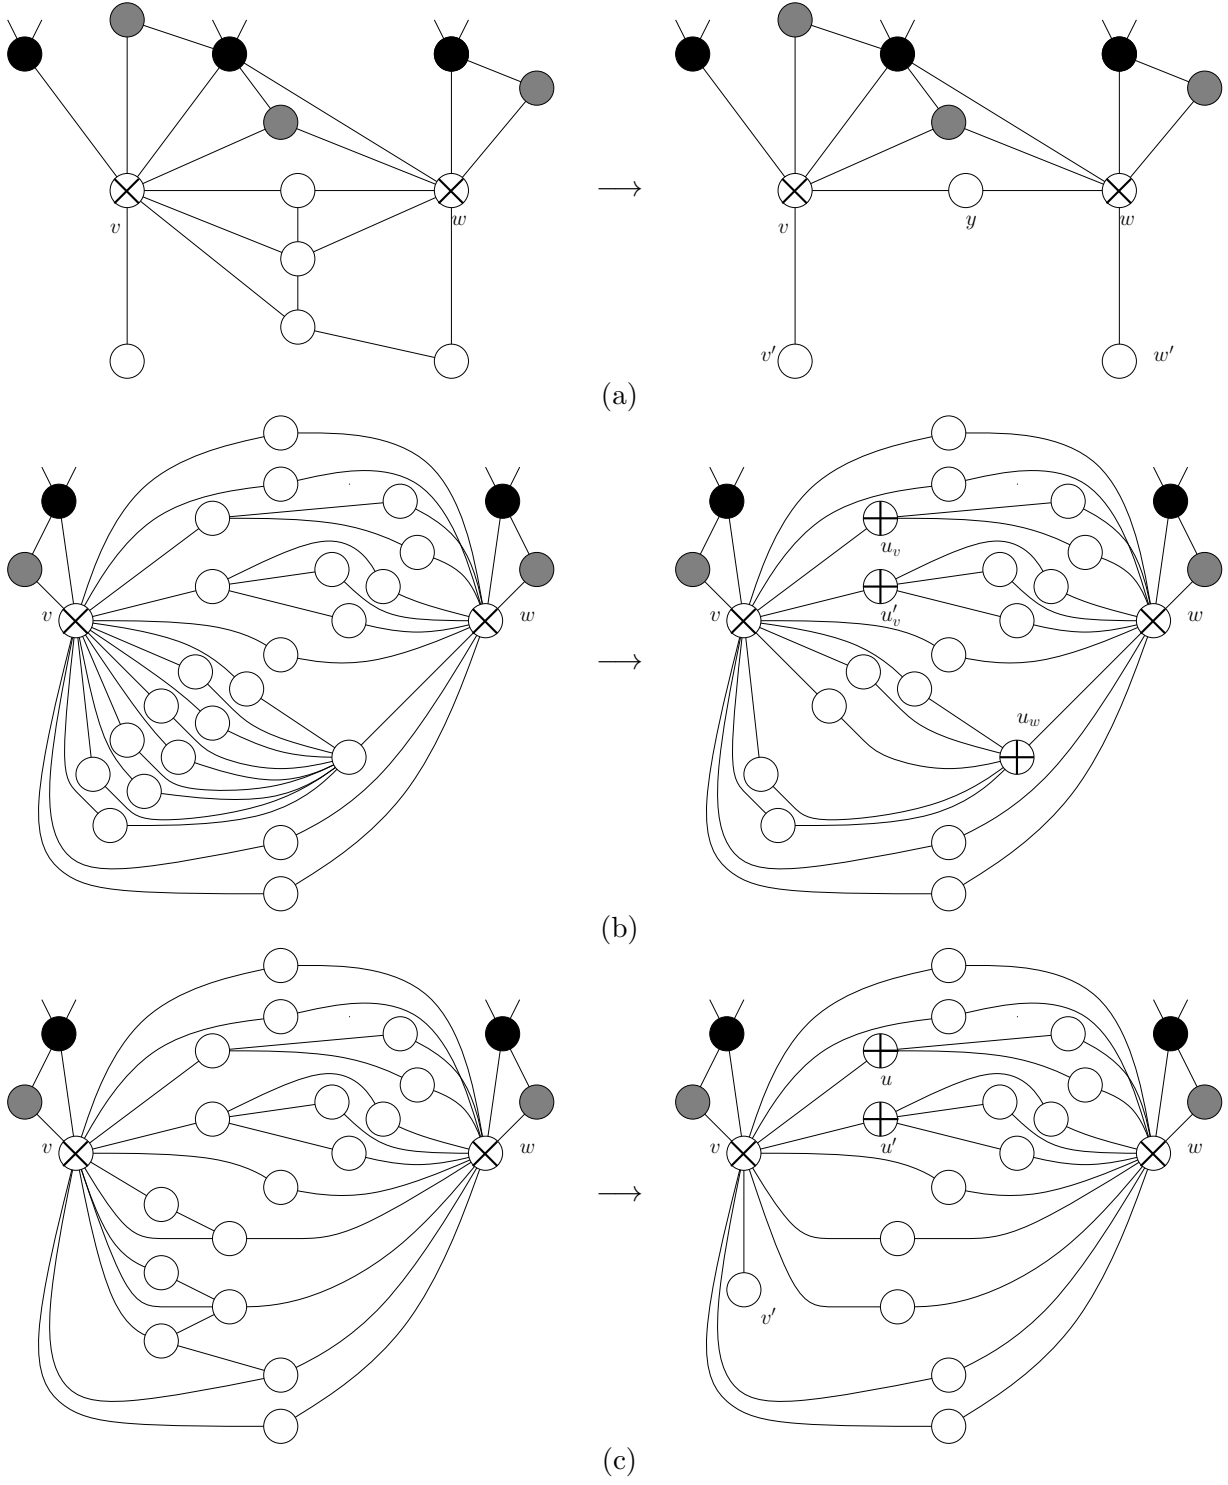 v w ⟶ v y w
v′ w′
(a)
u_v
v w ⟶ v u′_v w
u_w
(b)
u
v w ⟶ v u′ w
v′
(c)